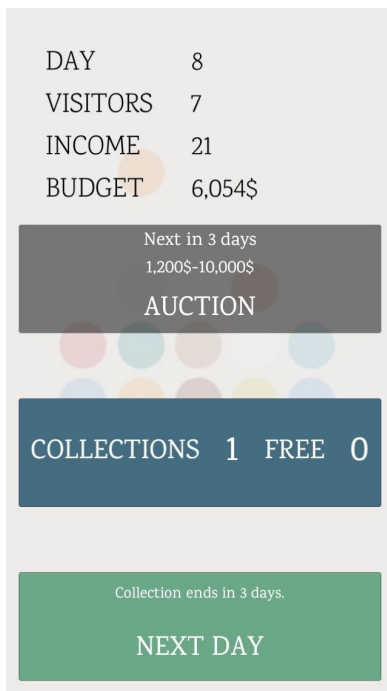 DAY 8
VISITORS 7
INCOME 21
BUDGET 6,054$
Next in 3 days
1,200$-10,000$
AUCTION
COLLECTIONS 1 FREE 0
Collection ends in 3 days.
NEXT DAY